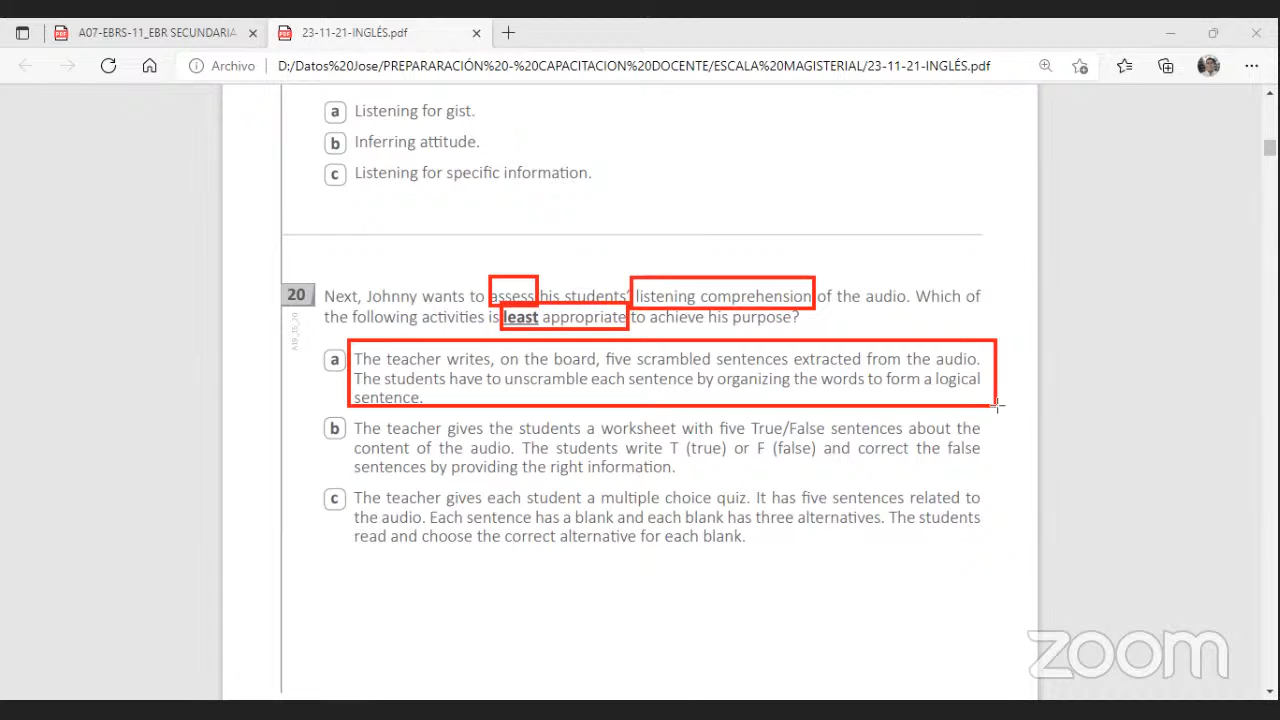 A07-EBRS-11_EBR SECUNDARIA
23-11-21-INGLÉS.pdf
Archivo
D:/Datos%20Jose/PREPARARACIÓN%20-%20CAPACITACION%20DOCENTE/ESCALA%20MAGISTERIAL/23-11-21-INGLÉS.pdf
a Listening for gist.
b Inferring attitude.
c Listening for specific information.
20 Next, Johnny wants to assess his students' listening comprehension of the audio. Which of
the following activities is least appropriate to achieve his purpose?
a The teacher writes, on the board, five scrambled sentences extracted from the audio.
The students have to unscramble each sentence by organizing the words to form a logical
sentence.
b The teacher gives the students a worksheet with five True/False sentences about the
content of the audio. The students write T (true) or F (false) and correct the false
sentences by providing the right information.
c The teacher gives each student a multiple choice quiz. It has five sentences related to
the audio. Each sentence has a blank and each blank has three alternatives. The students
read and choose the correct alternative for each blank.
zoom